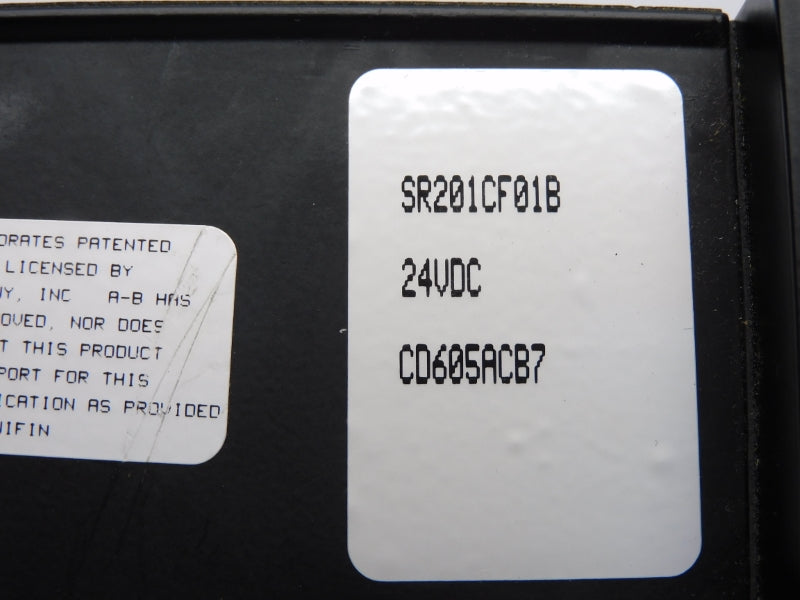 ORATES PATENTED
LICENSED BY
Y, INC A-B HAS
OVED, NOR DOES
T THIS PRODUCT
PORT FOR THIS
ICATION AS PROVIDED
NIFIN
SR201CF01B
24VDC
CD605ACB7